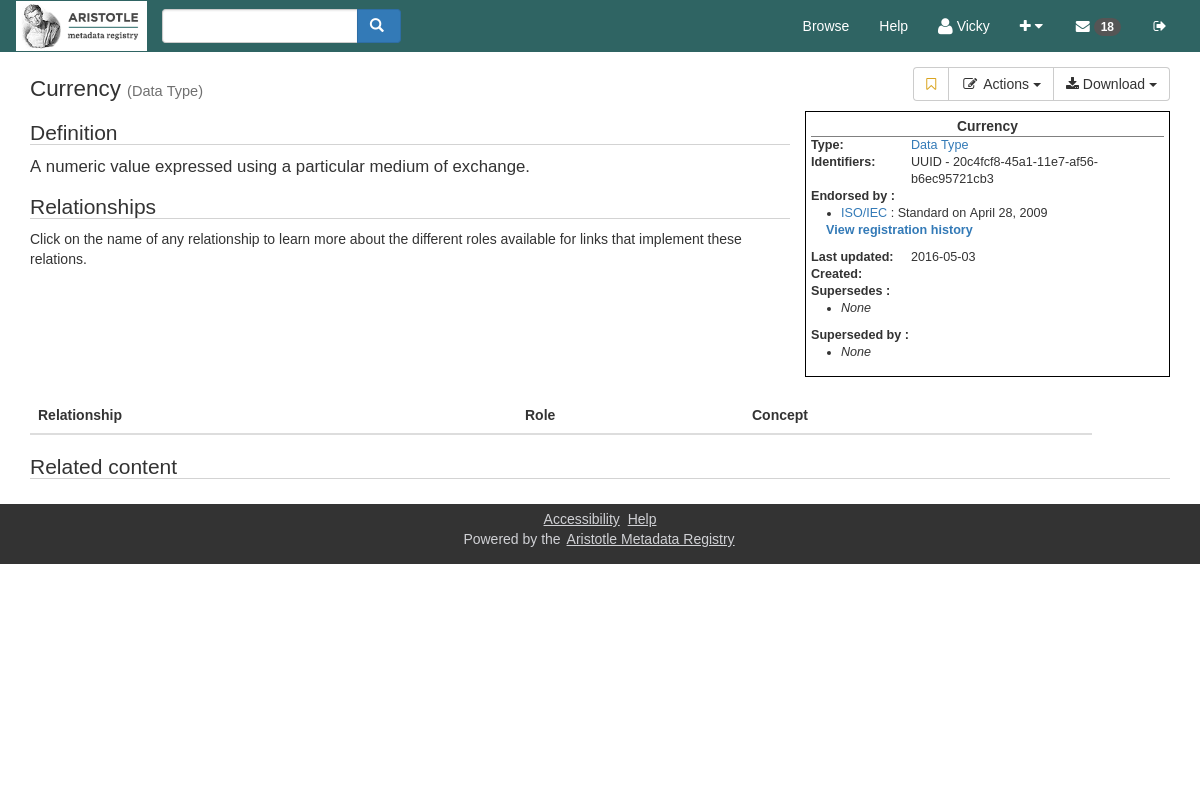 ARISTOTLE
metadata registry
Browse
Help
Vicky
18
Currency (Data Type)
Actions
Download
Definition
A numeric value expressed using a particular medium of exchange.
Relationships
Click on the name of any relationship to learn more about the different roles available for links that implement these
relations.
Currency
Type: Data Type
Identifiers: UUID - 20c4fcf8-45a1-11e7-af56-
b6ec95721cb3
Endorsed by :
ISO/IEC : Standard on April 28, 2009
View registration history
Last updated: 2016-05-03
Created:
Supersedes :
None
Superseded by :
None
Relationship Role Concept
Related content
Accessibility Help
Powered by the Aristotle Metadata Registry